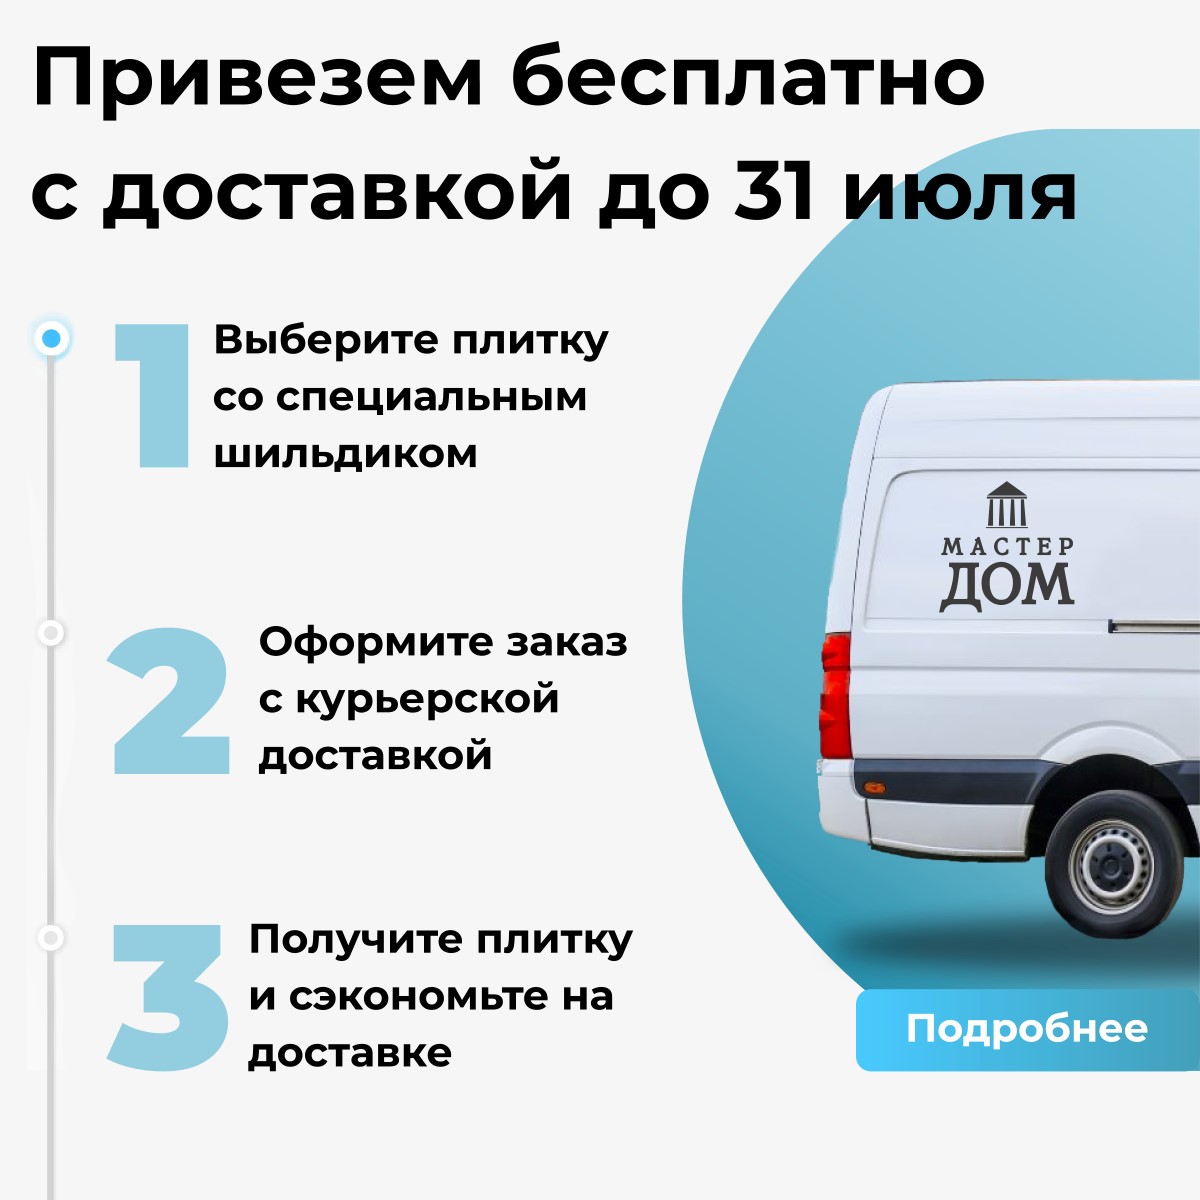 Привезем бесплатно
с доставкой до 31 июля
1
Выберите плитку
со специальным
шильдиком
МАСТЕР
ДОМ
2
Оформите заказ
с курьерской
доставкой
3
Получите плитку
и сэкономьте на
доставке
Подробнее